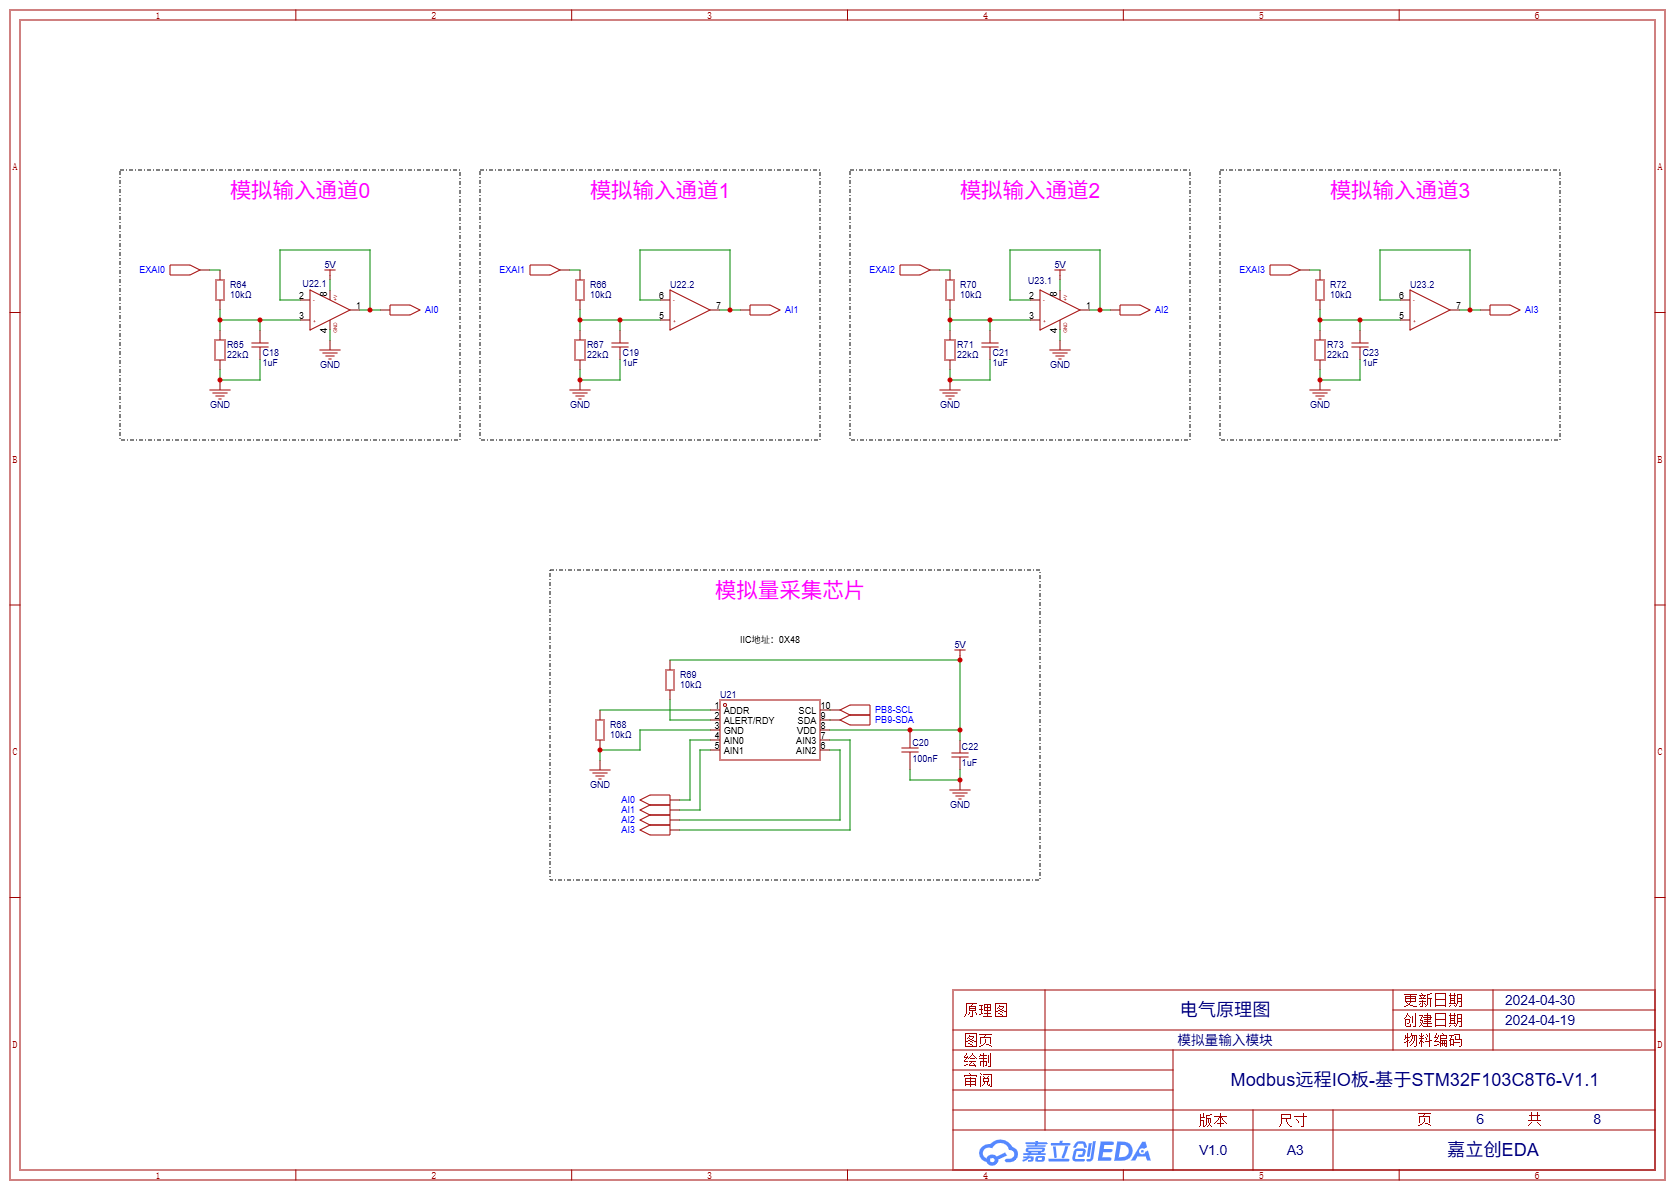 1 2 3 4 5 6
A A
模拟输入通道0 模拟输入通道1 模拟输入通道2 模拟输入通道3
EXAI0 R64 10kΩ U22.1 5V 2 8 V+ 3 4 GND 1 AI0 R65 22kΩ C18 1uF GND GND
EXAI1 R66 10kΩ U22.2 6 5 7 AI1 R67 22kΩ C19 1uF GND
EXAI2 R70 10kΩ U23.1 5V 2 8 V+ 3 4 GND 1 AI2 R71 22kΩ C21 1uF GND GND
EXAI3 R72 10kΩ U23.2 6 5 7 AI3 R73 22kΩ C23 1uF GND
B B
模拟量采集芯片
IIC地址：0X48
5V
R69
10kΩ
U21
1 ADDR SCL 10 PB8-SCL
2 ALERT/RDY SDA 9 PB9-SDA
3 GND VDD 8
4 AIN0 AIN3 7
5 AIN1 AIN2 6
R68
10kΩ
GND
C20
100nF
C22
1uF
GND
AI0
AI1
AI2
AI3
C C
D D
原理图 电气原理图 更新日期 2024-04-30
创建日期 2024-04-19
图页 模拟量输入模块 物料编码
绘制
审阅 Modbus远程IO板-基于STM32F103C8T6-V1.1
版本 尺寸 页 6 共 8
嘉立创EDA V1.0 A3 嘉立创EDA
1 2 3 4 5 6